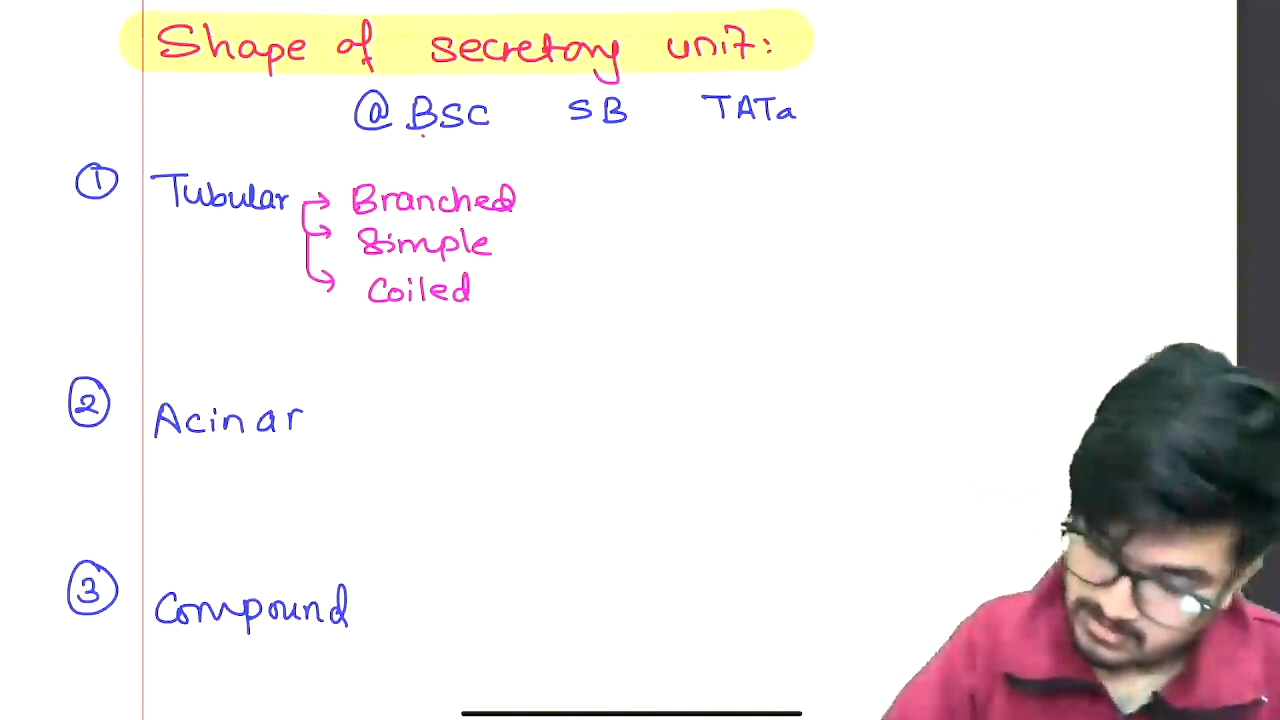 Shape of secretory unit:
@ BSC SB TATa
① Tubular → Branched
→ Simple
→ Coiled
② Acinar
③ Compound